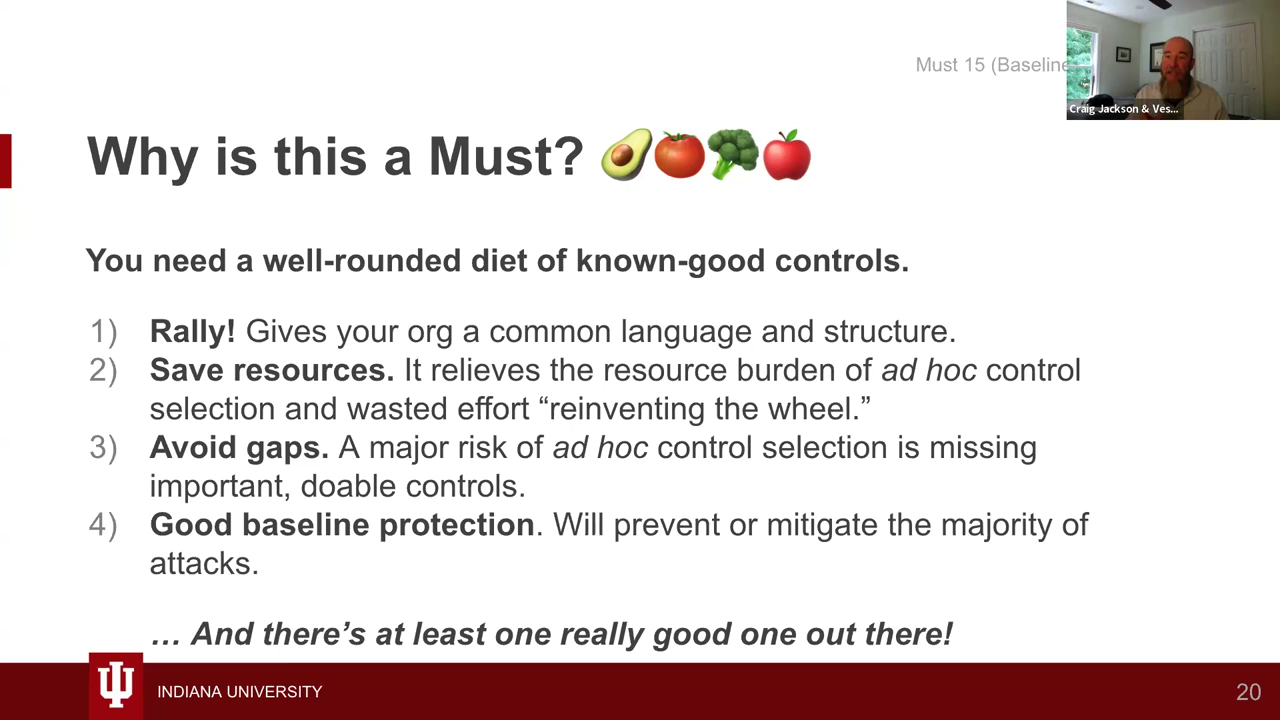 Must 15 (Baseline
Craig Jackson & Ves...
Why is this a Must? 🥑🍅🥦🍎
You need a well-rounded diet of known-good controls.
1) Rally! Gives your org a common language and structure.
2) Save resources. It relieves the resource burden of ad hoc control
selection and wasted effort “reinventing the wheel.”
3) Avoid gaps. A major risk of ad hoc control selection is missing
important, doable controls.
4) Good baseline protection. Will prevent or mitigate the majority of
attacks.
… And there’s at least one really good one out there!
INDIANA UNIVERSITY
20